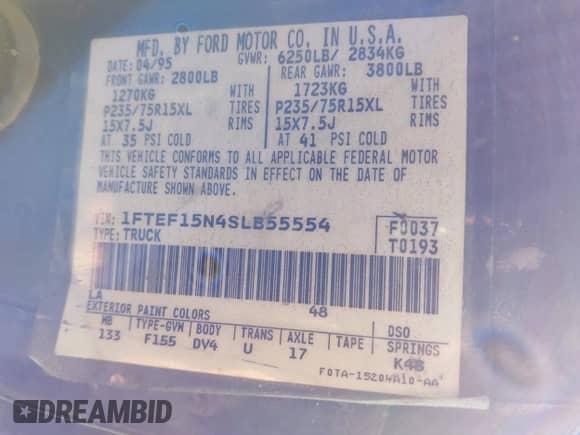 MFD. BY FORD MOTOR CO. IN U.S.A.
DATE: 04/95 GVWR: 6250LB/ 2834KG
FRONT GAWR: 2800LB REAR GAWR: 3800LB
1270KG WITH 1723KG WITH
P235/75R15XL TIRES P235/75R15XL TIRES
15X7.5J RIMS 15X7.5J RIMS
AT 35 PSI COLD AT 41 PSI COLD
THIS VEHICLE CONFORMS TO ALL APPLICABLE FEDERAL MOTOR
VEHICLE SAFETY STANDARDS IN EFFECT ON THE DATE OF
MANUFACTURE SHOWN ABOVE.
VIN: 1FTEF15N4SLB55554 F0037
TYPE: TRUCK T0193
LA 48
EXTERIOR PAINT COLORS DSO
WB TYPE-GVM BODY TRANS AXLE TAPE SPRINGS
133 F155 DV4 U 17 K4B
F0TA-15204A10-AA
DREAMBID